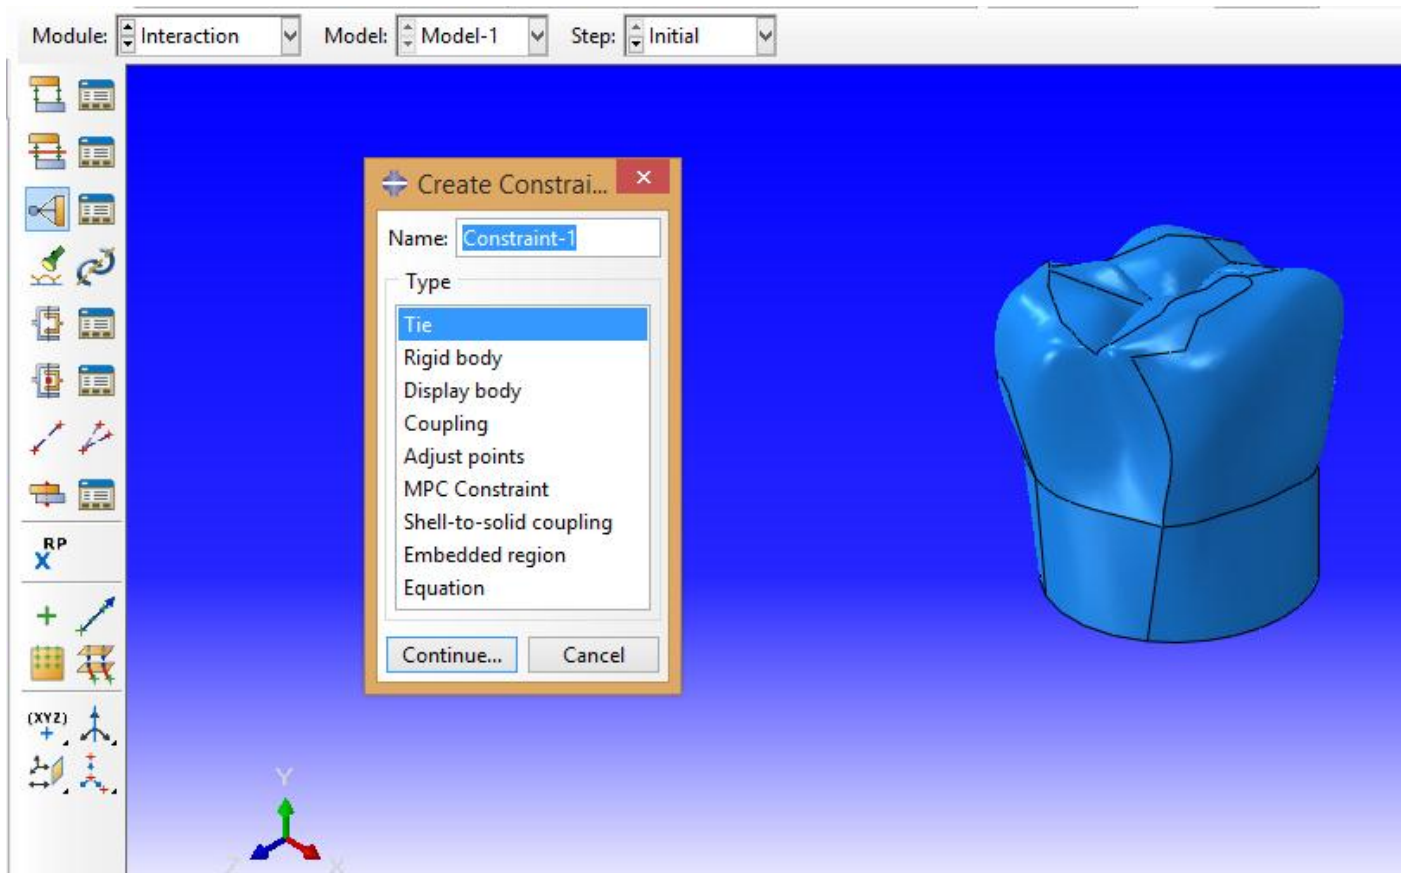 Module: Interaction Model: Model-1 Step: Initial
Create Constrai...
Name: Constraint-1
Type
Tie
Rigid body
Display body
Coupling
Adjust points
MPC Constraint
Shell-to-solid coupling
Embedded region
Equation
Continue... Cancel
RP
(XYZ)
Y
Z X